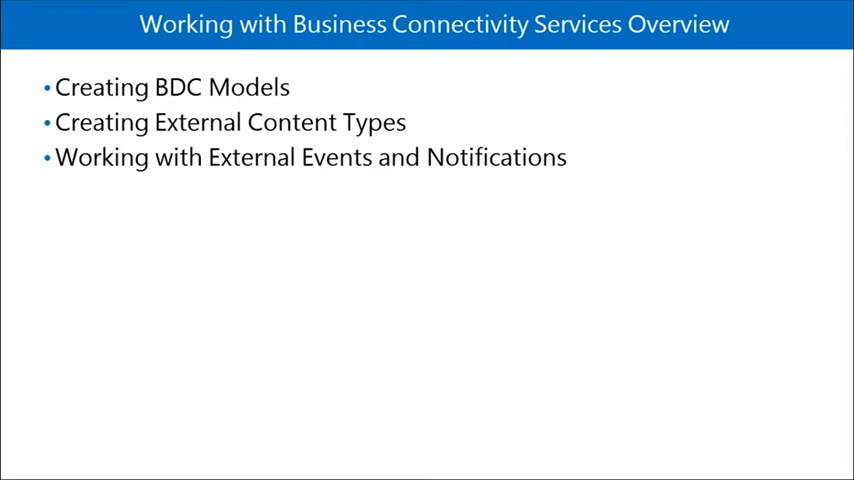 Working with Business Connectivity Services Overview
• Creating BDC Models
• Creating External Content Types
• Working with External Events and Notifications